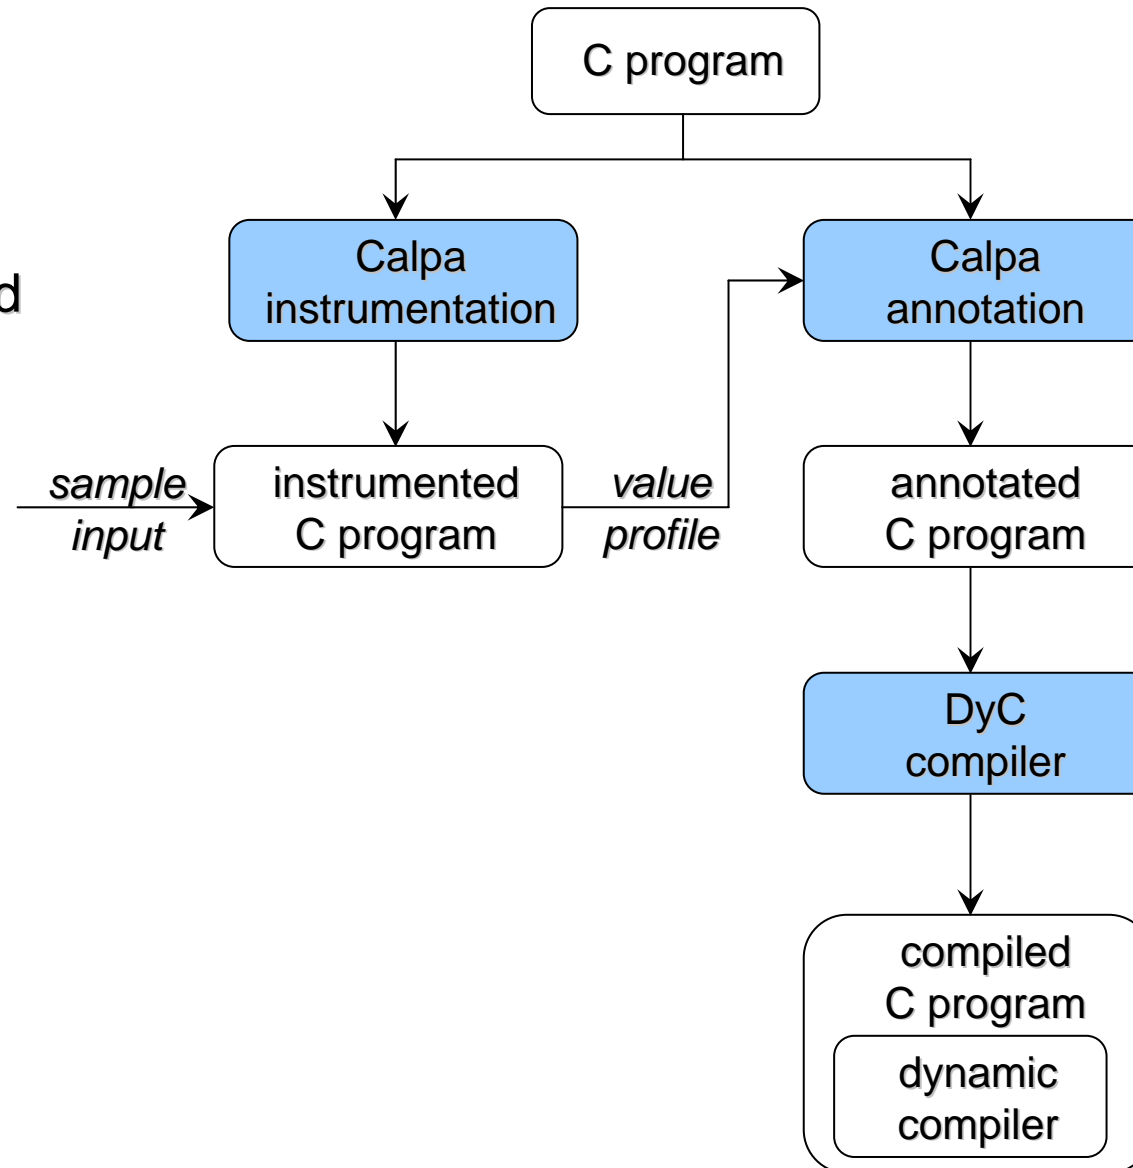 C program
Calpa
instrumentation
Calpa
annotation
d
sample
input
instrumented
C program
value
profile
annotated
C program
DyC
compiler
compiled
C program
dynamic
compiler